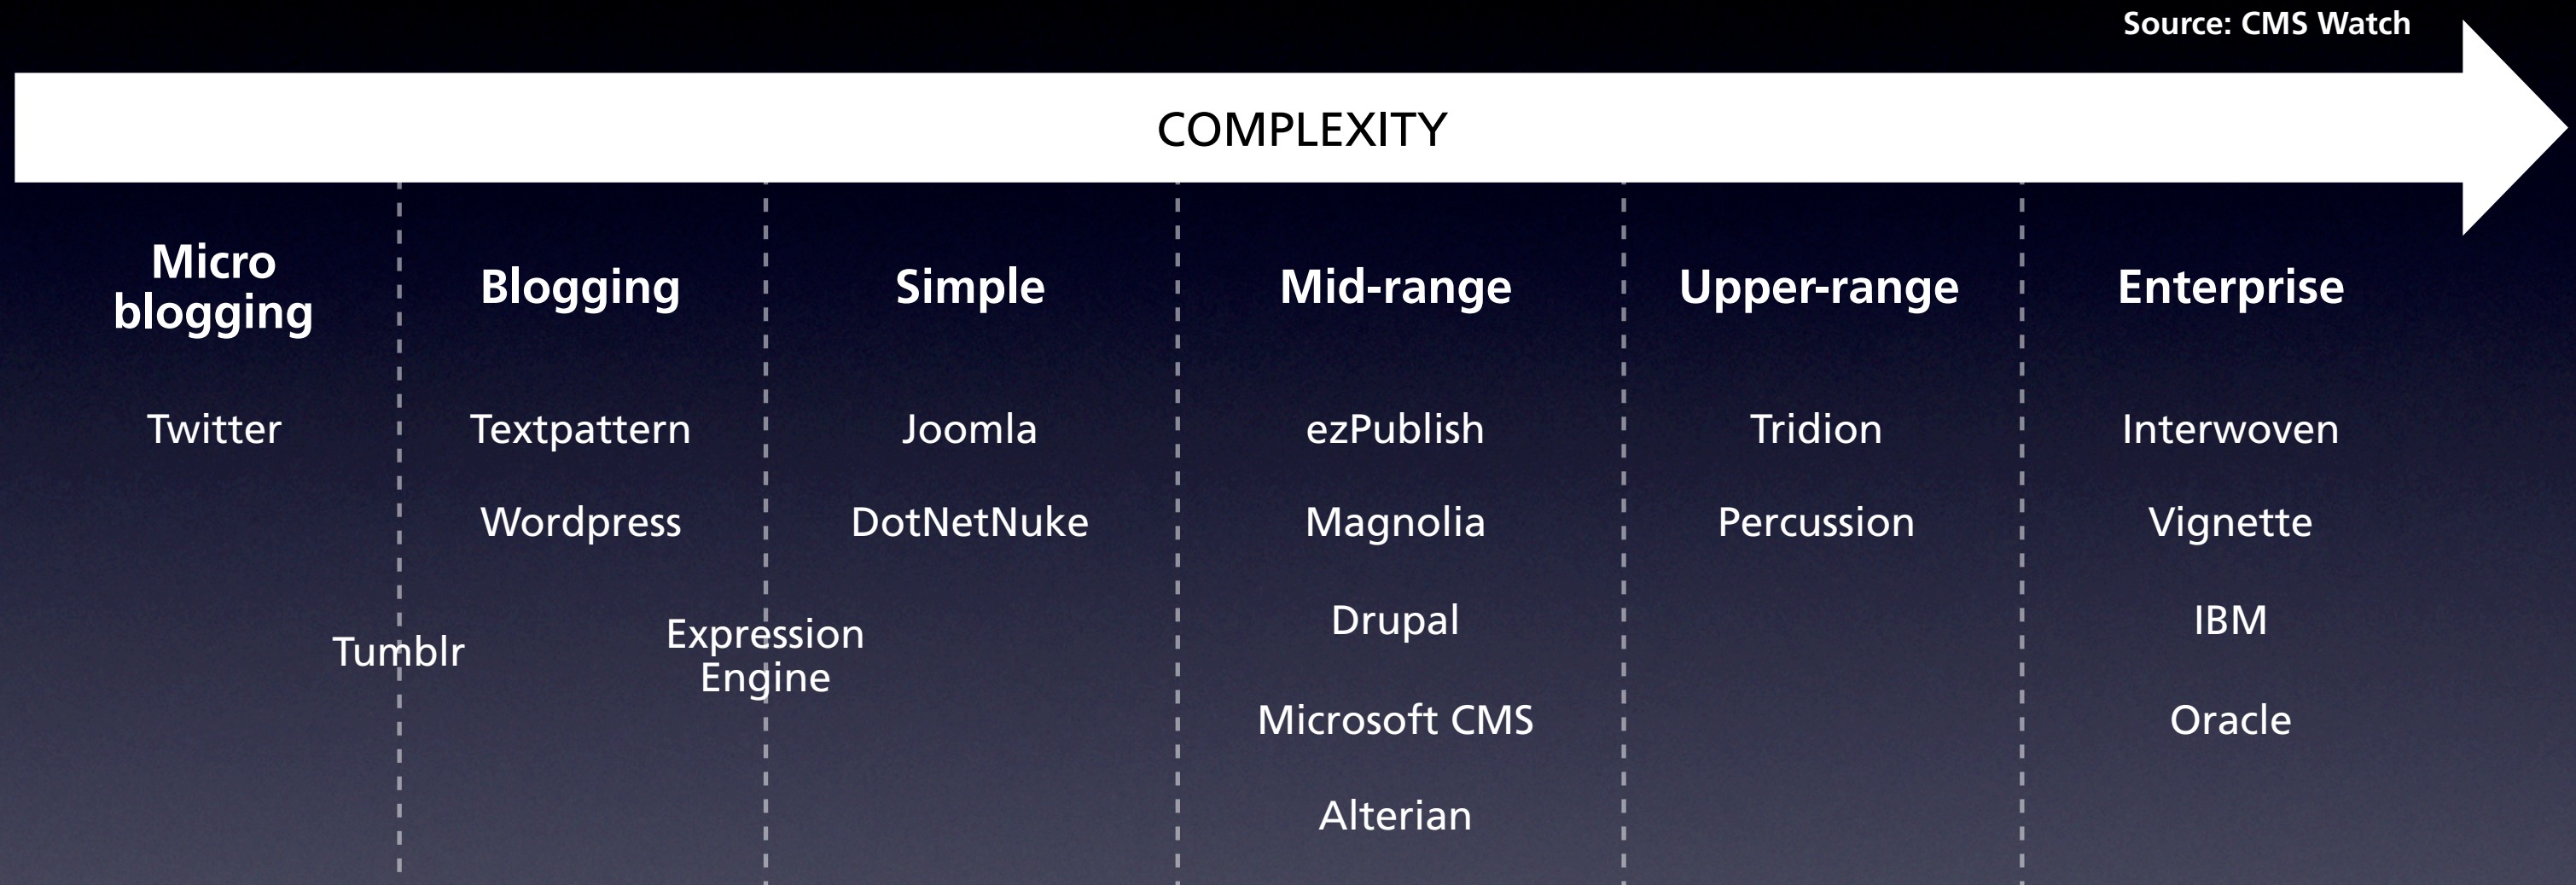 Source: CMS Watch
COMPLEXITY
Micro
blogging
Blogging
Simple
Mid-range
Upper-range
Enterprise
Twitter
Textpattern
Joomla
ezPublish
Tridion
Interwoven
Wordpress
DotNetNuke
Magnolia
Percussion
Vignette
Tumblr
Expression
Engine
Drupal
IBM
Microsoft CMS
Oracle
Alterian